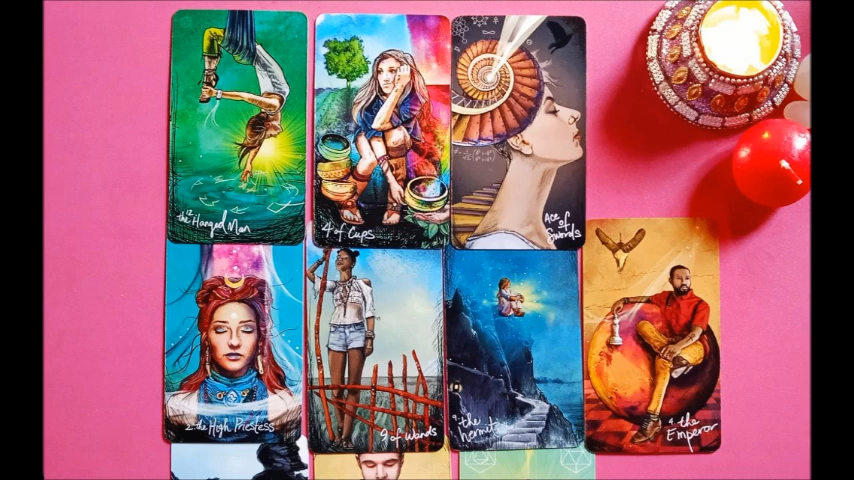 12
the Hanged Man
4 of Cups
Ace
of
Swords
2. the High Priestess
9 of Wands
9. the
hermit
4. the
Emperor